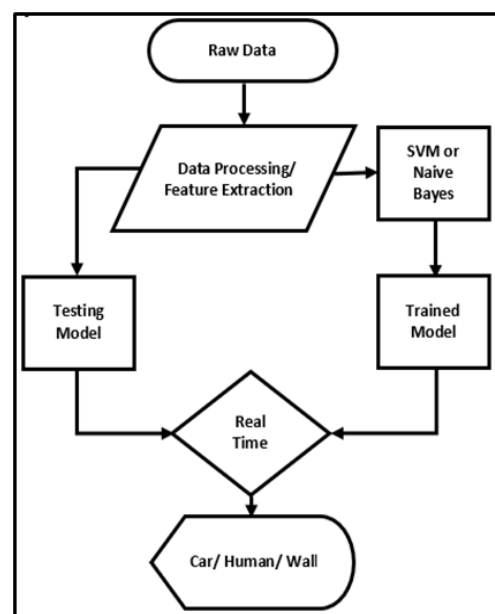 Raw Data
Data Processing/
Feature Extraction
SVM or
Naive
Bayes
Testing
Model
Trained
Model
Real
Time
Car/ Human/ Wall